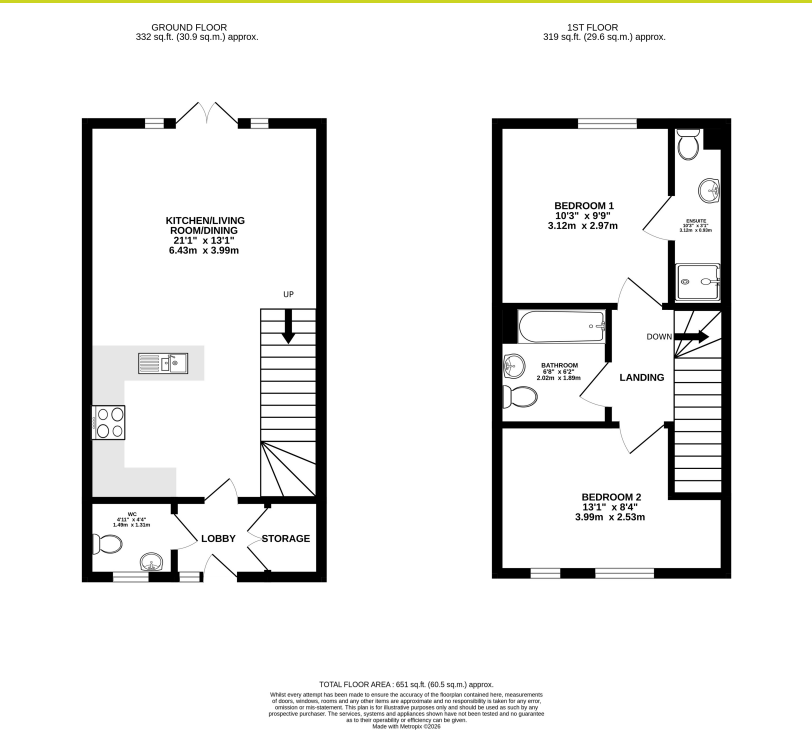 GROUND FLOOR
332 sq.ft. (30.9 sq.m.) approx.
1ST FLOOR
319 sq.ft. (29.6 sq.m.) approx.
KITCHEN/LIVING
ROOM/DINING
21'1" x 13'1"
6.43m x 3.99m
UP
WC
4'11" x 4'4"
1.49m x 1.31m
LOBBY
STORAGE
BEDROOM 1
10'3" x 9'9"
3.12m x 2.97m
ENSUITE
10'3" x 3'1"
3.12m x 0.93m
DOWN
BATHROOM
6'8" x 6'2"
2.02m x 1.89m
LANDING
BEDROOM 2
13'1" x 8'4"
3.99m x 2.53m
TOTAL FLOOR AREA : 651 sq.ft. (60.5 sq.m.) approx.
Whilst every attempt has been made to ensure the accuracy of the floorplan contained here, measurements
of doors, windows, rooms and any other items are approximate and no responsibility is taken for any error,
omission or mis-statement. This plan is for illustrative purposes only and should be used as such by any
prospective purchaser. The services, systems and appliances shown have not been tested and no guarantee
as to their operability or efficiency can be given.
Made with Metropix ©2026